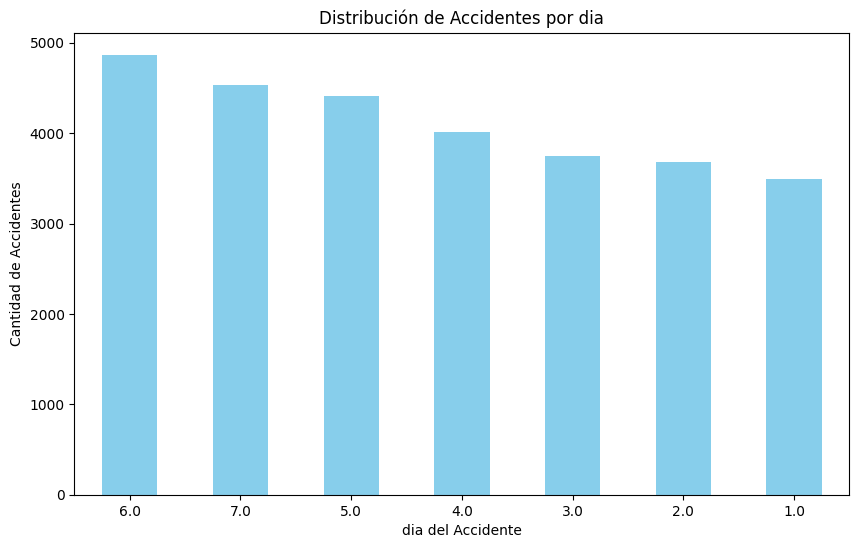 Distribución de Accidentes por dia
Cantidad de Accidentes
5000
4000
3000
2000
1000
0
6.0 7.0 5.0 4.0 3.0 2.0 1.0
dia del Accidente